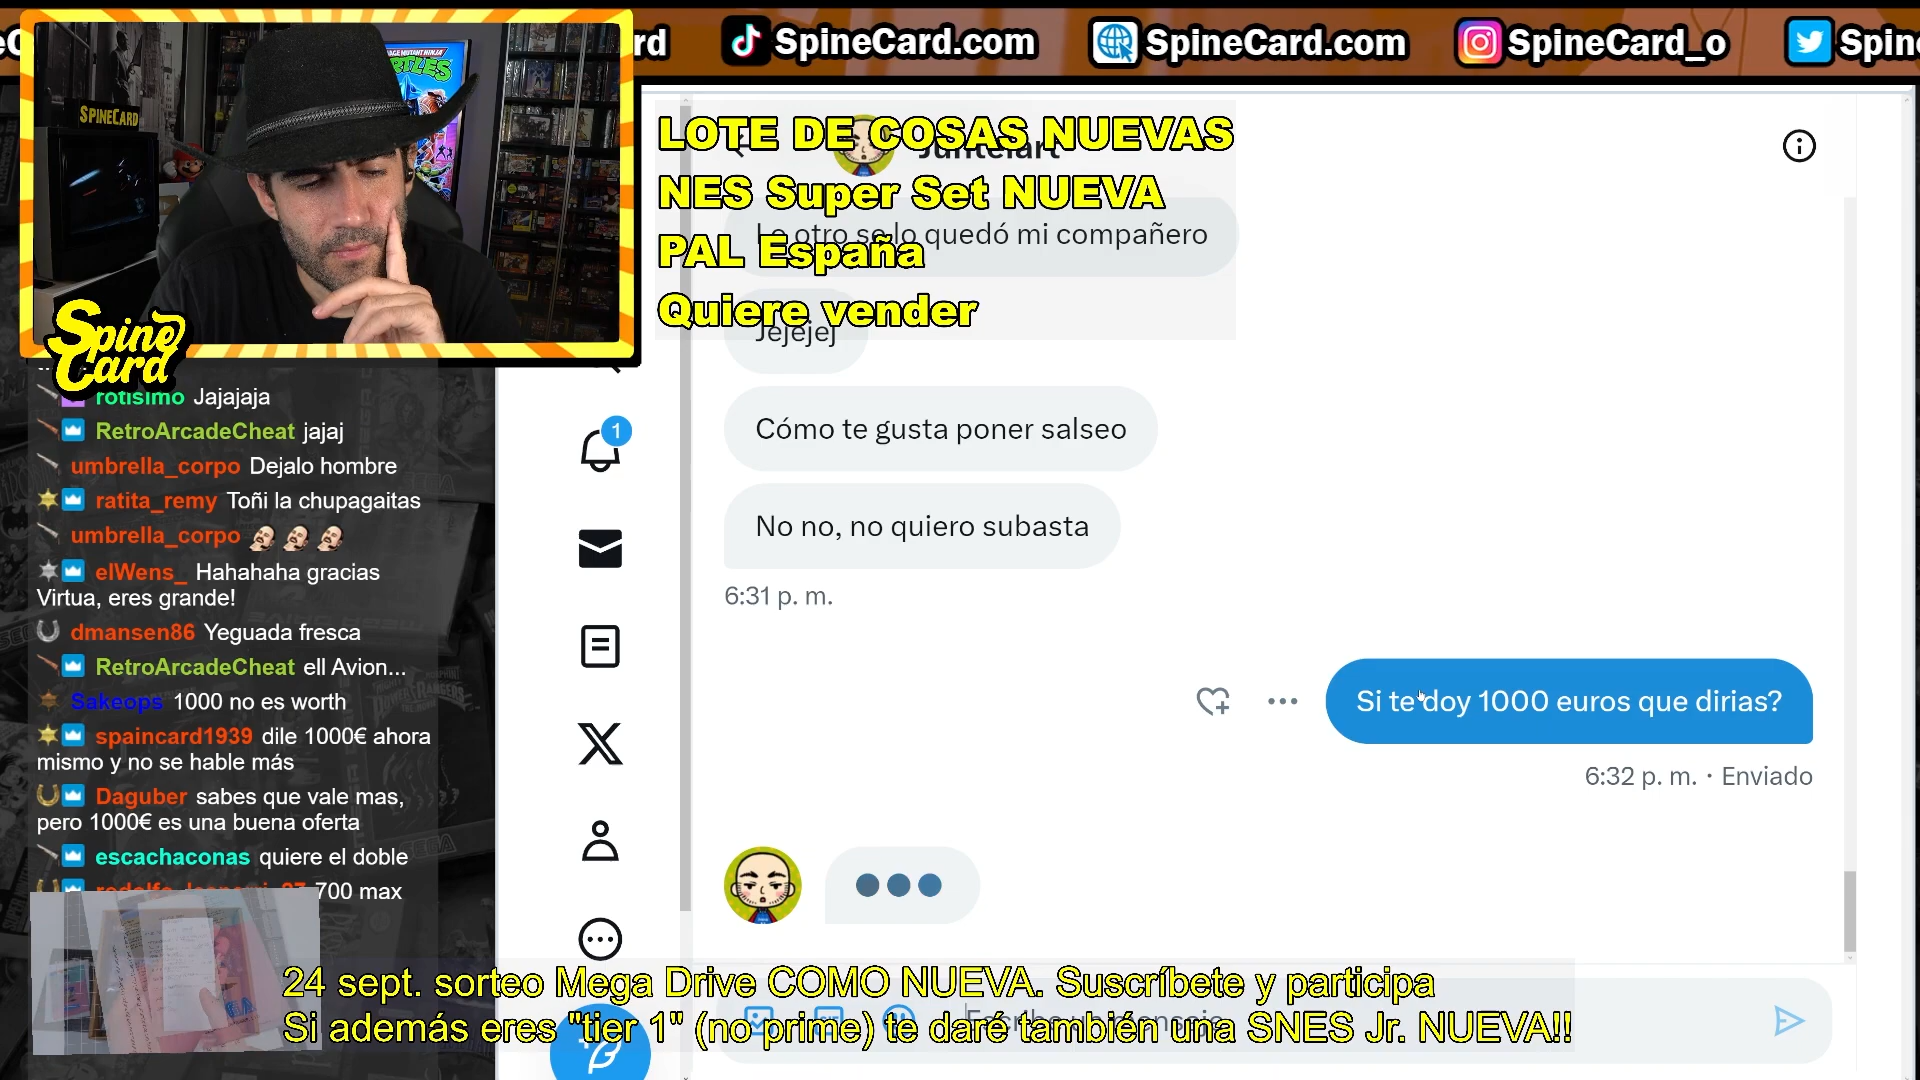 rd
SpineCard.com
SpineCard.com
SpineCard_o
Spine
TURTLES
SPINECARD
Spine
Card
LOTE DE COSAS NUEVAS
NES Super Set NUEVA
PAL España
Quiere vender
Lo otro se lo quedó mi compañero
Jejejej
Cómo te gusta poner salseo
No no, no quiero subasta
6:31 p. m.
Si te doy 1000 euros que dirias?
6:32 p. m. · Enviado
1
rotisimo Jajajaja
RetroArcadeCheat jajaj
umbrella_corpo Dejalo hombre
ratita_remy Toñi la chupagaitas
umbrella_corpo
elWens_ Hahahaha gracias
Virtua, eres grande!
dmansen86 Yeguada fresca
RetroArcadeCheat ell Avion...
Sakeops 1000 no es worth
spaincard1939 dile 1000€ ahora
mismo y no se hable más
Daguber sabes que vale mas,
pero 1000€ es una buena oferta
escachaconas quiere el doble
700 max
24 sept. sorteo Mega Drive COMO NUEVA. Suscríbete y participa
Si además eres "tier 1" (no prime) te daré también una SNES Jr. NUEVA!!